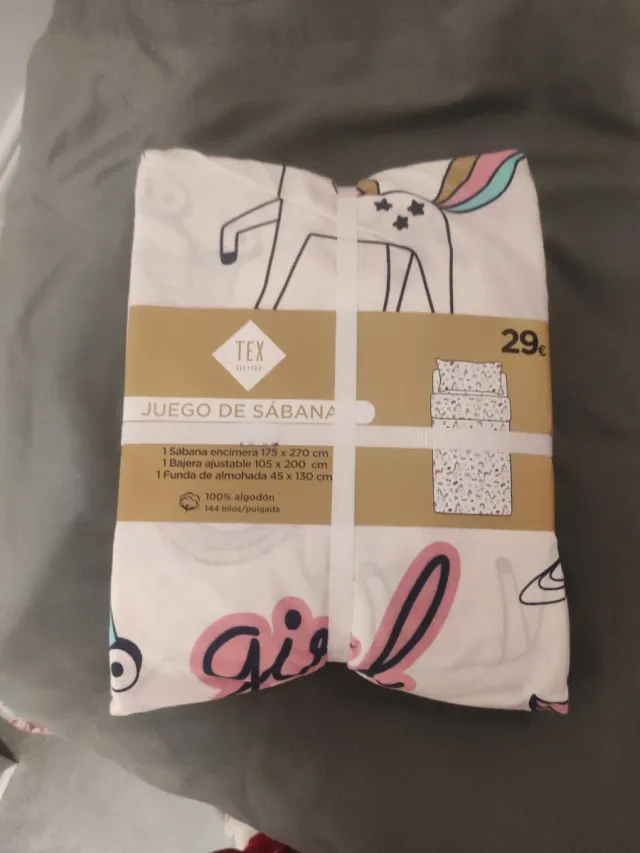 29€
TEX
HOME
JUEGO DE SÁBANA
1 Sábana encimera 175 x 270 cm
1 Bajera ajustable 105 x 200 cm
1 Funda de almohada 45 x 130 cm
100% algodón
144 hilos/pulgada
girl